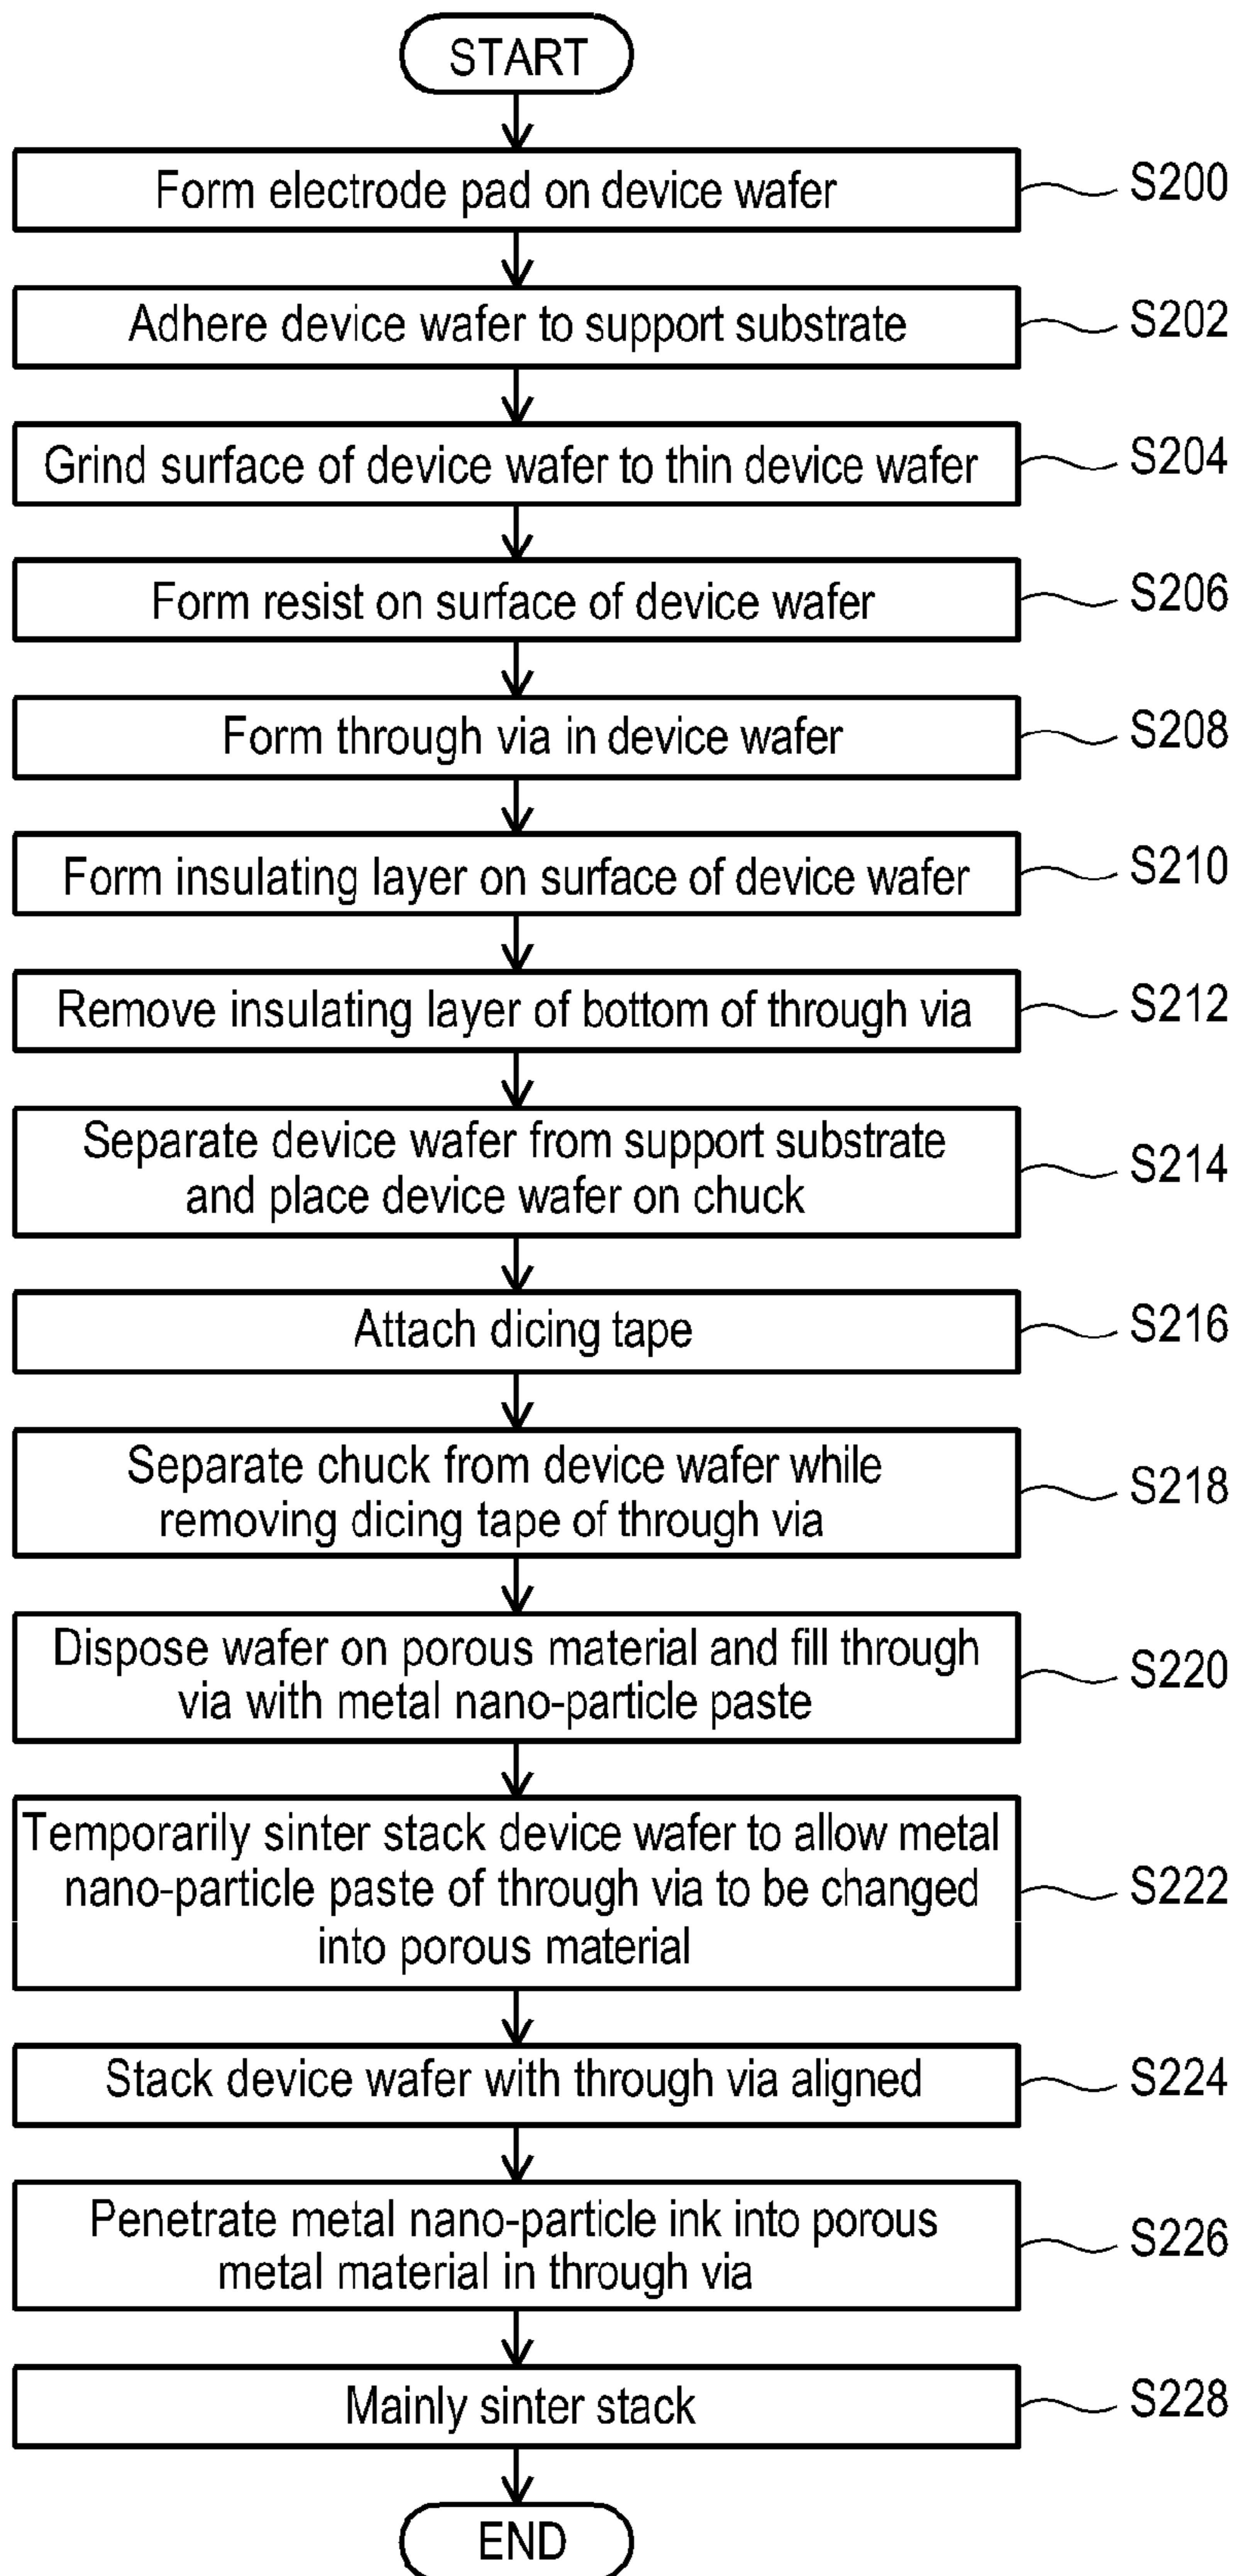 START
Form electrode pad on device wafer
S200
Adhere device wafer to support substrate
S202
Grind surface of device wafer to thin device wafer
S204
Form resist on surface of device wafer
S206
Form through via in device wafer
S208
Form insulating layer on surface of device wafer
S210
Remove insulating layer of bottom of through via
S212
Separate device wafer from support substrate
and place device wafer on chuck
S214
Attach dicing tape
S216
Separate chuck from device wafer while
removing dicing tape of through via
S218
Dispose wafer on porous material and fill through
via with metal nano-particle paste
S220
Temporarily sinter stack device wafer to allow metal
nano-particle paste of through via to be changed
into porous material
S222
Stack device wafer with through via aligned
S224
Penetrate metal nano-particle ink into porous
metal material in through via
S226
Mainly sinter stack
S228
END